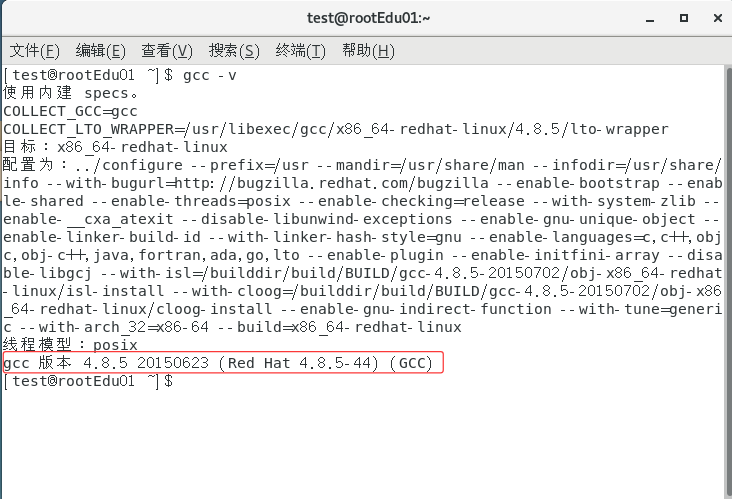 test@rootEdu01:~
文件(F) 编辑(E) 查看(V) 搜索(S) 终端(T) 帮助(H)
[test@rootEdu01 ~]$ gcc -v
使用内建 specs。
COLLECT_GCC=gcc
COLLECT_LTO_WRAPPER=/usr/libexec/gcc/x86_64-redhat-linux/4.8.5/lto-wrapper
目标：x86_64-redhat-linux
配置为：../configure --prefix=/usr --mandir=/usr/share/man --infodir=/usr/share/
info --with-bugurl=http://bugzilla.redhat.com/bugzilla --enable-bootstrap --enab
le-shared --enable-threads=posix --enable-checking=release --with-system-zlib --
enable-__cxa_atexit --disable-libunwind-exceptions --enable-gnu-unique-object --
enable-linker-build-id --with-linker-hash-style=gnu --enable-languages=c,c++,obj
c,obj-c++,java,fortran,ada,go,lto --enable-plugin --enable-initfini-array --disa
ble-libgcj --with-isl=/builddir/build/BUILD/gcc-4.8.5-20150702/obj-x86_64-redhat
-linux/isl-install --with-cloog=/builddir/build/BUILD/gcc-4.8.5-20150702/obj-x86
_64-redhat-linux/cloog-install --enable-gnu-indirect-function --with-tune=generi
c --with-arch_32=x86-64 --build=x86_64-redhat-linux
线程模型：posix
gcc 版本 4.8.5 20150623 (Red Hat 4.8.5-44) (GCC)
[test@rootEdu01 ~]$